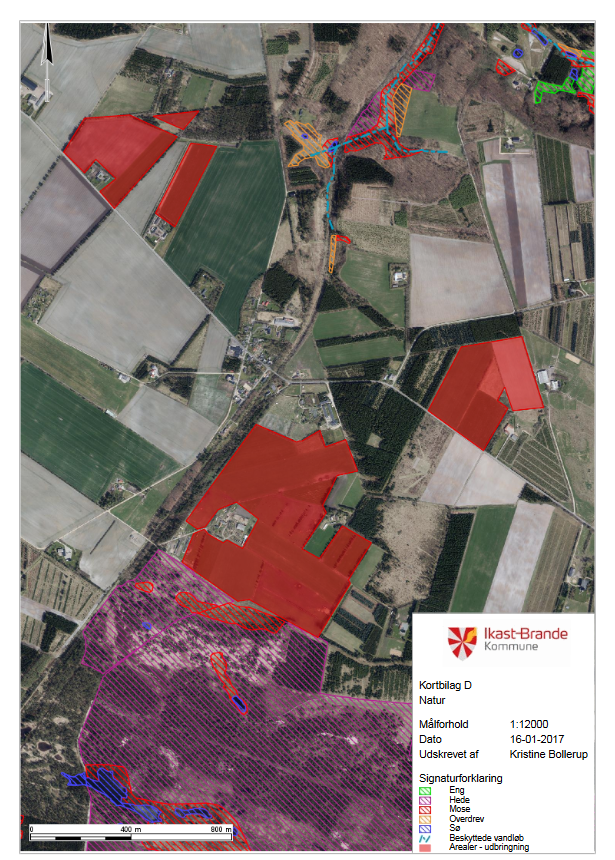 Ikast-Brande
Kommune
Kortbilag D
Natur
Målforhold 1:12000
Dato 16-01-2017
Udskrevet af Kristine Bollerup
Signaturforklaring
Eng
Hede
Mose
Overdrev
Sø
Beskyttede vandløb
Arealer - udbringning
0 400 m 800 m